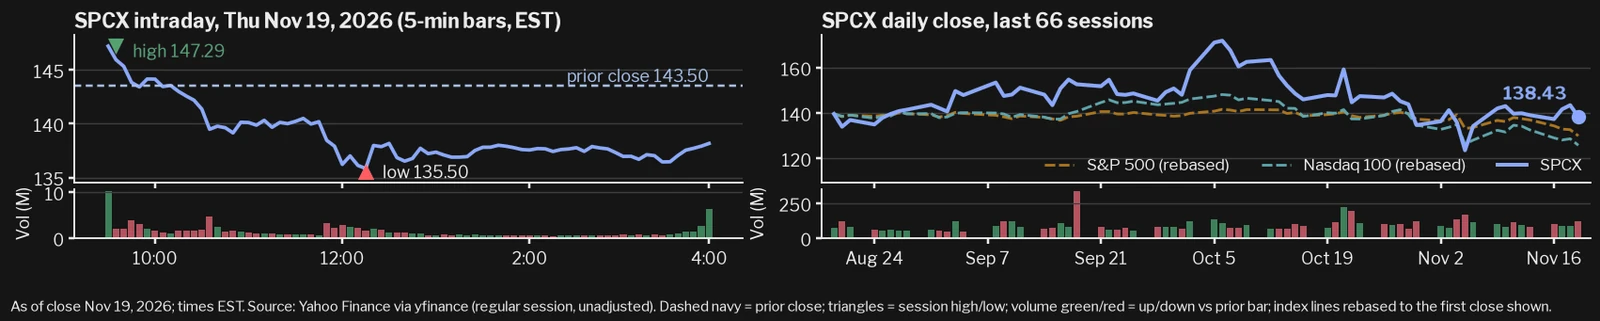 SPCX intraday, Thu Nov 19, 2026 (5-min bars, EST)
high 147.29
prior close 143.50
low 135.50
145
140
135
10
0
Vol (M)
10:00 12:00 2:00 4:00
SPCX daily close, last 66 sessions
160
140
120
138.43
S&P 500 (rebased) Nasdaq 100 (rebased) SPCX
250
0
Vol (M)
Aug 24 Sep 7 Sep 21 Oct 5 Oct 19 Nov 2 Nov 16
As of close Nov 19, 2026; times EST. Source: Yahoo Finance via yfinance (regular session, unadjusted). Dashed navy = prior close; triangles = session high/low; volume green/red = up/down vs prior bar; index lines rebased to the first close shown.